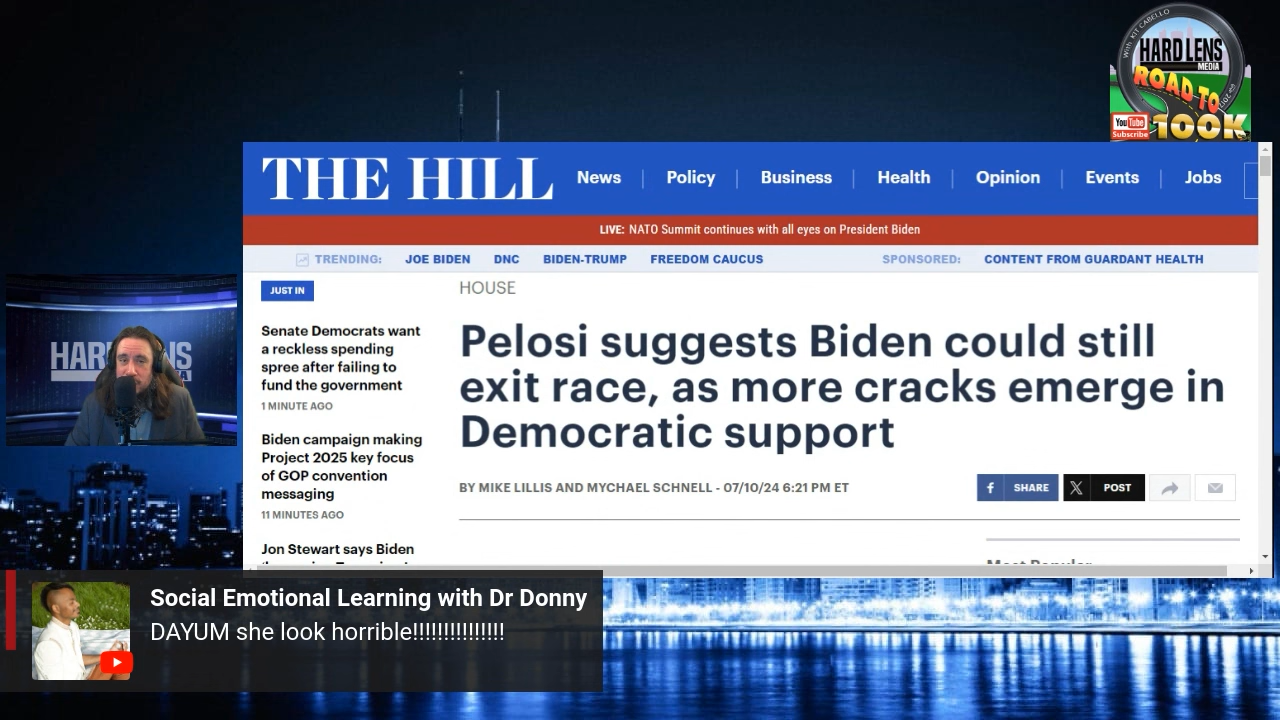 With KIT CABELLO
HARD LENS
MEDIA
ROAD TO
100K
YouTube
Subscribe
THE HILL
News
Policy
Business
Health
Opinion
Events
Jobs
LIVE: NATO Summit continues with all eyes on President Biden
TRENDING:
JOE BIDEN
DNC
BIDEN-TRUMP
FREEDOM CAUCUS
SPONSORED:
CONTENT FROM GUARDANT HEALTH
JUST IN
Senate Democrats want
a reckless spending
spree after failing to
fund the government
1 MINUTE AGO
Biden campaign making
Project 2025 key focus
of GOP convention
messaging
11 MINUTES AGO
Jon Stewart says Biden
HOUSE
Pelosi suggests Biden could still
exit race, as more cracks emerge in
Democratic support
BY MIKE LILLIS AND MYCHAEL SCHNELL - 07/10/24 6:21 PM ET
SHARE
POST
Most Popular
Social Emotional Learning with Dr Donny
DAYUM she look horrible!!!!!!!!!!!!!!!